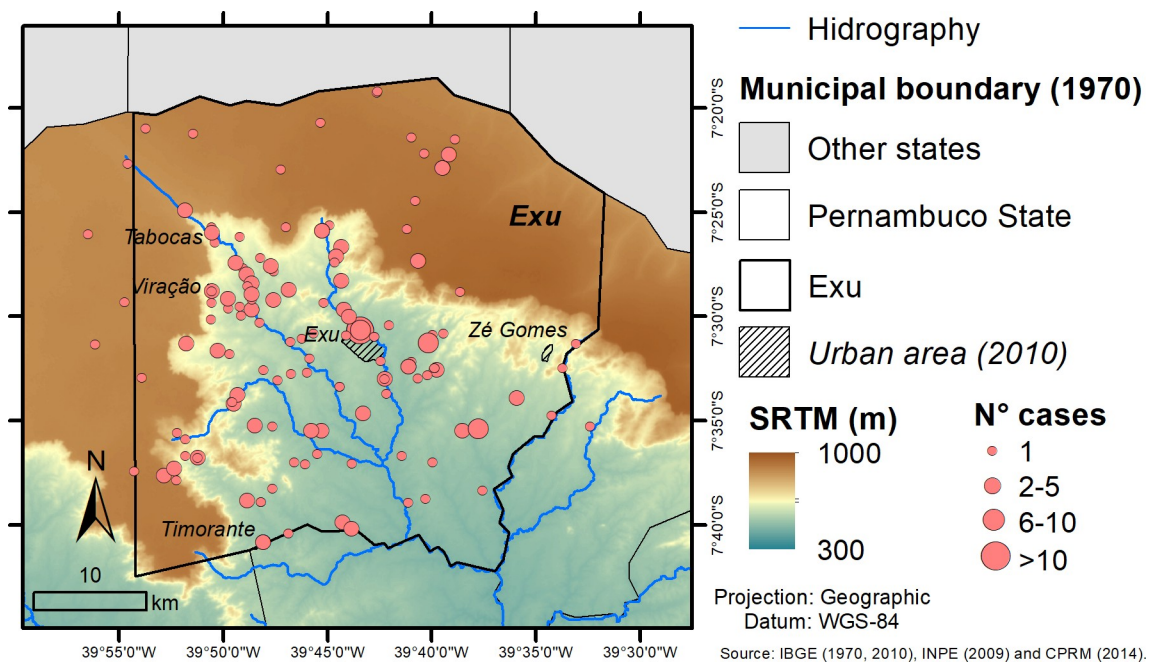 Hidrography
Municipal boundary (1970)
Other states
Pernambuco State
Exu
Urban area (2010)
SRTM (m)
1000
300
N° cases
1
2-5
6-10
>10
Projection: Geographic
Datum: WGS-84
Source: IBGE (1970, 2010), INPE (2009) and CPRM (2014).
Exu
Tabocas
Viração
Exu
Zé Gomes
Timorante
N
10
km
7°20'0"S
7°25'0"S
7°30'0"S
7°35'0"S
7°40'0"S
39°55'0"W
39°50'0"W
39°45'0"W
39°40'0"W
39°35'0"W
39°30'0"W